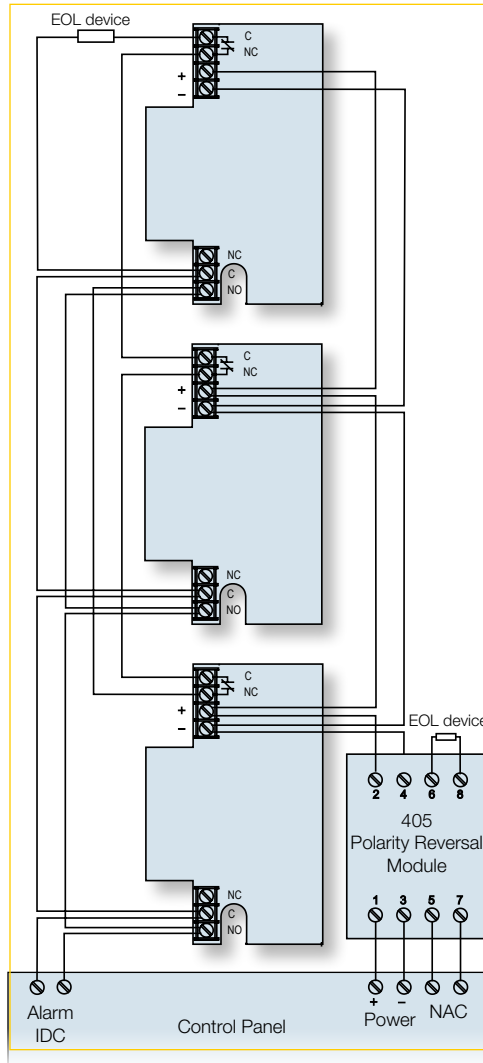 EOL device
C
NC
+
−
NC
C
NO
C
NC
+
−
NC
C
NO
C
NC
+
−
EOL device
2 4 6 8
405
Polarity Reversal
Module
1 3 5 7
NC
C
NO
+ −
Alarm
IDC
Control Panel
Power
NAC